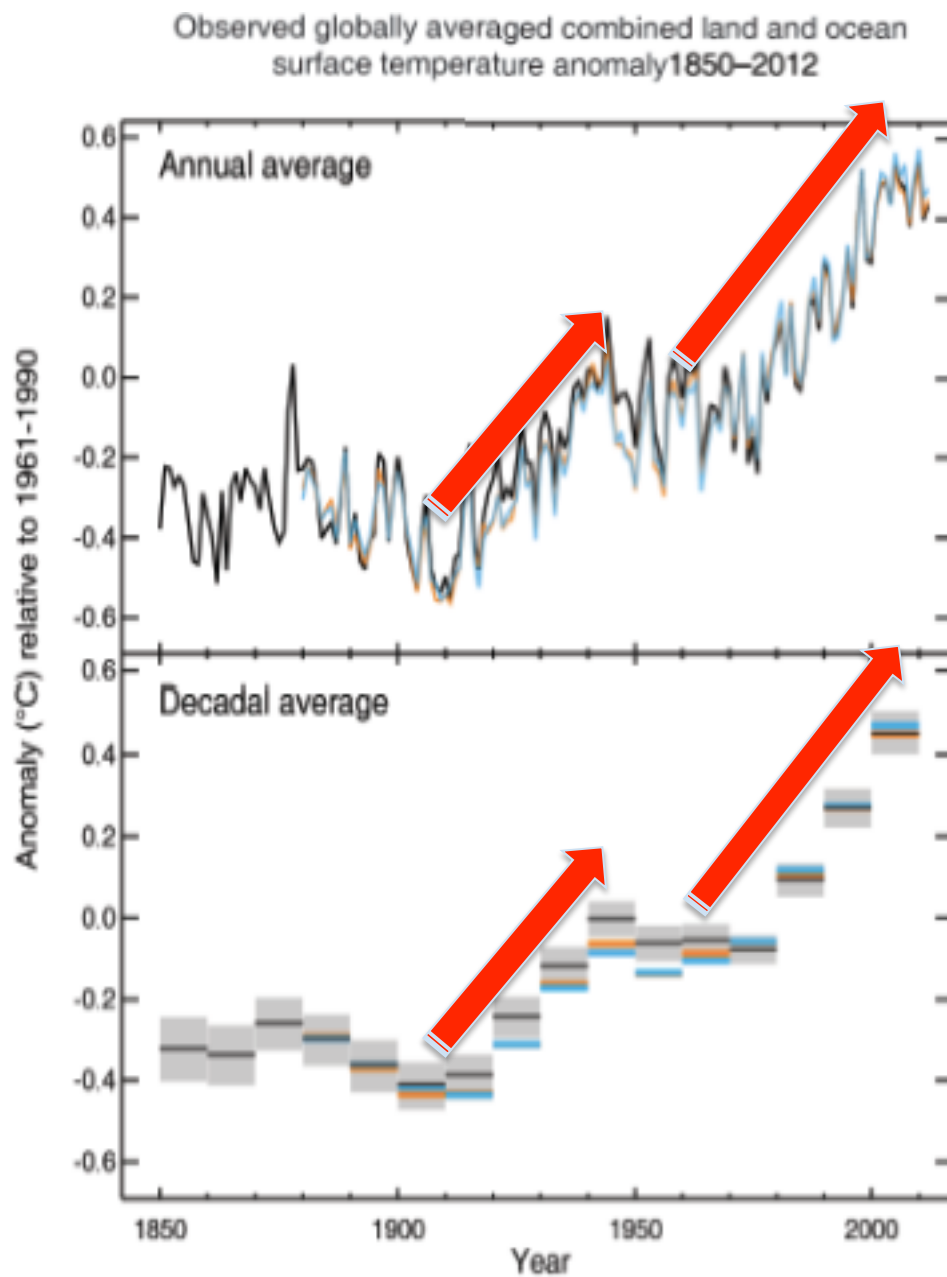 Observed globally averaged combined land and ocean
surface temperature anomaly1850–2012
Anomaly (°C) relative to 1961-1990
Annual average
0.6
0.4
0.2
0.0
-0.2
-0.4
-0.6
Decadal average
0.6
0.4
0.2
0.0
-0.2
-0.4
-0.6
1850 1900 1950 2000
Year